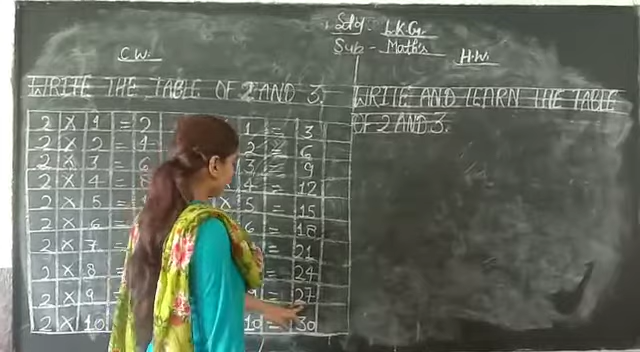 Std - L.K.G.
Sub - Maths
C.W.
H.W.
WRITE THE TABLE OF 2 AND 3.
WRITE AND LEARN THE TABLE
OF 2 AND 3.
2 X 1 = 2 1 = 3
2 X 2 = 4 2 = 6
2 X 3 = 6 3 = 9
2 X 4 = 8 4 = 12
2 X 5 = X 5 = 15
2 X 6 = 6 = 18
2 X 7 = = 21
2 X 8 = = 24
2 X 9 = 9 = 27
2 X 10 10 = 30